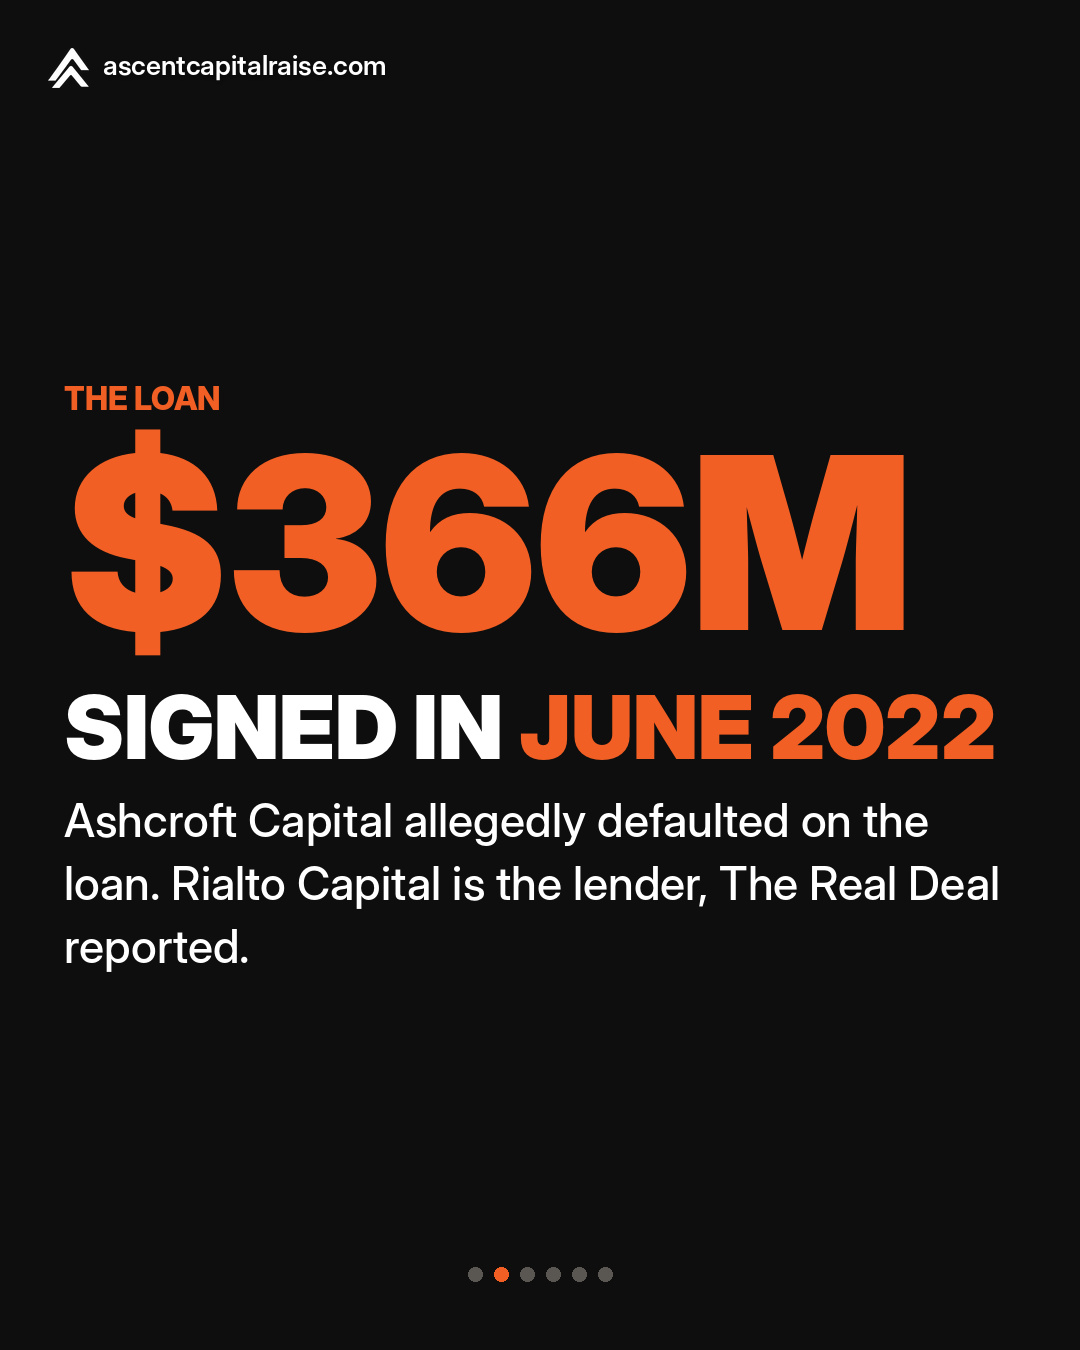 ascentcapitalraise.com
THE LOAN
$366M
SIGNED IN JUNE 2022
Ashcroft Capital allegedly defaulted on the
loan. Rialto Capital is the lender, The Real Deal
reported.